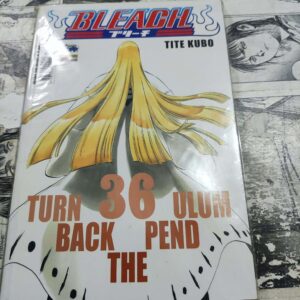 BLEACH
ブリーチ
TITE KUBO
36
TURN ULUM
BACK PEND
THE